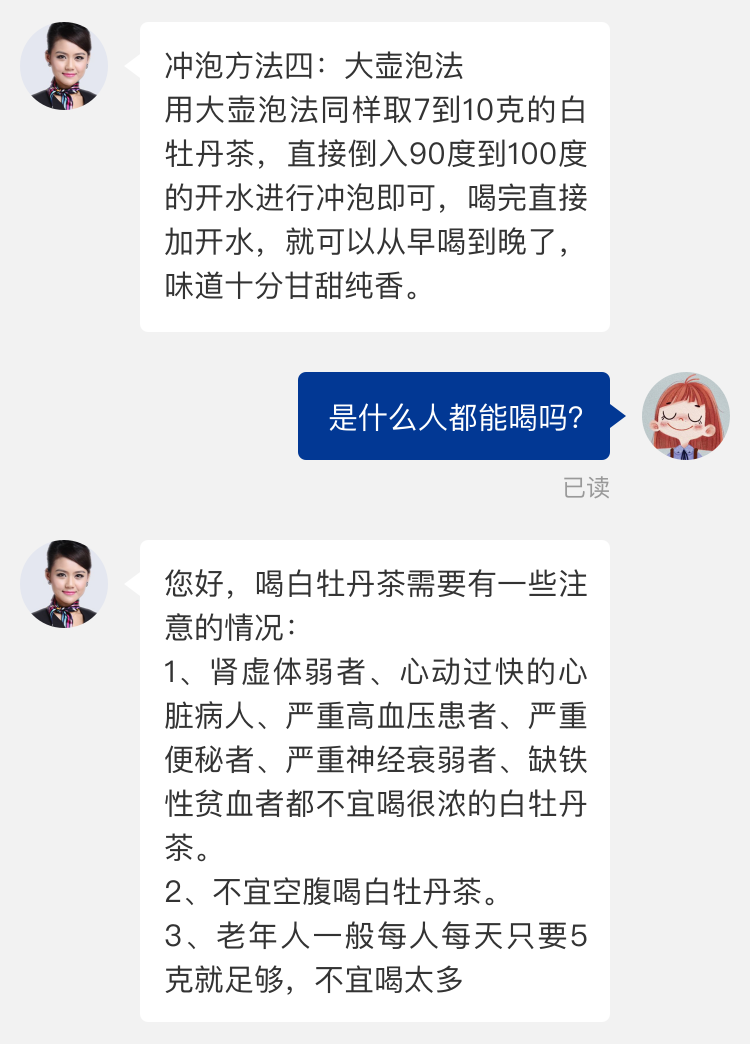 冲泡方法四：大壶泡法
用大壶泡法同样取7到10克的白
牡丹茶，直接倒入90度到100度
的开水进行冲泡即可，喝完直接
加开水，就可以从早喝到晚了，
味道十分甘甜纯香。
是什么人都能喝吗？
已读
您好，喝白牡丹茶需要有一些注
意的情况：
1、肾虚体弱者、心动过快的心
脏病人、严重高血压患者、严重
便秘者、严重神经衰弱者、缺铁
性贫血者都不宜喝很浓的白牡丹
茶。
2、不宜空腹喝白牡丹茶。
3、老年人一般每人每天只要5
克就足够，不宜喝太多